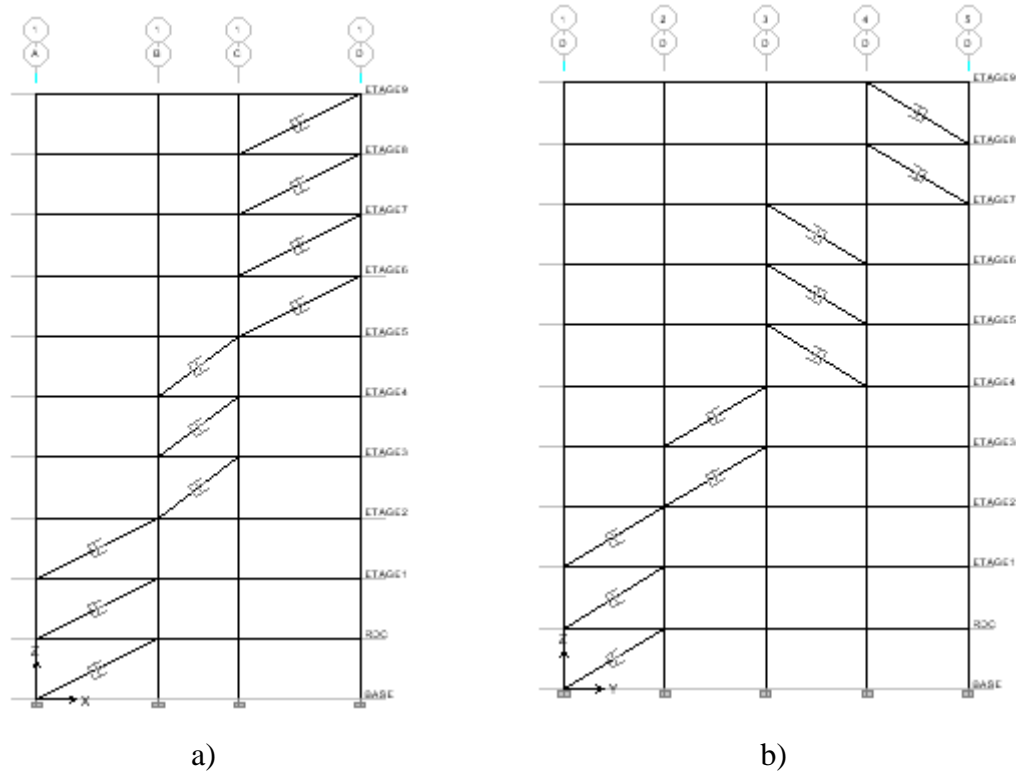 1 1 1 1
A B C D
ETAGE9
ETAGE8
ETAGE7
ETAGE6
ETAGE5
ETAGE4
ETAGE3
ETAGE2
ETAGE1
RDC
Z
X
BASE
a)
1 2 3 4 5
D D D D D
ETAGE9
ETAGE8
ETAGE7
ETAGE6
ETAGE5
ETAGE4
ETAGE3
ETAGE2
ETAGE1
RDC
Z
Y
BASE
b)